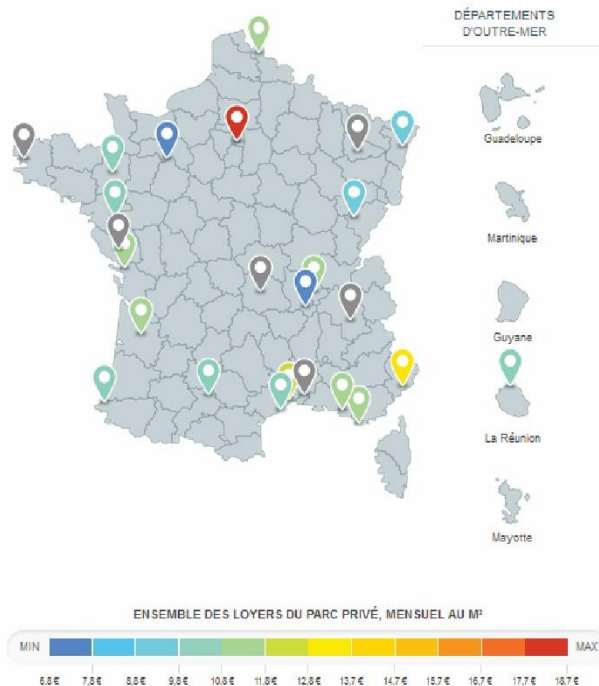 DÉPARTEMENTS
D'OUTRE-MER
Guadeloupe
Martinique
Guyane
La Réunion
Mayotte
ENSEMBLE DES LOYERS DU PARC PRIVÉ, MENSUEL AU M²
MIN
MAX
6,8 € 7,8 € 8,8 € 9,8 € 10,8 € 11,8 € 12,8 € 13,7 € 14,7 € 15,7 € 16,7 € 17,7 € 18,7 €